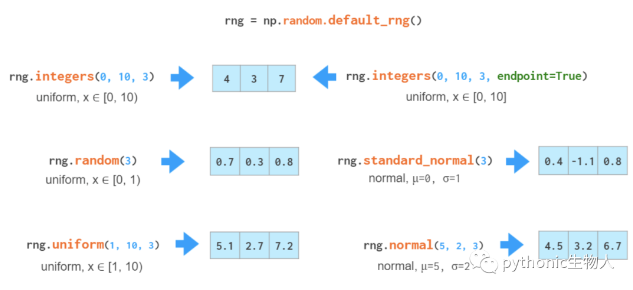 rng = np.random.default_rng()
rng.integers(0, 10, 3) 4 3 7 rng.integers(0, 10, 3, endpoint=True)
uniform, x ∈ [0, 10) uniform, x ∈ [0, 10]
rng.random(3) 0.7 0.3 0.8 rng.standard_normal(3) 0.4 -1.1 0.8
uniform, x ∈ [0, 1) normal, μ=0, σ=1
rng.uniform(1, 10, 3) 5.1 2.7 7.2 rng.normal(5, 2, 3) 4.5 3.2 6.7
uniform, x ∈ [1, 10) normal, μ=5, σ=2
pythonic生物人